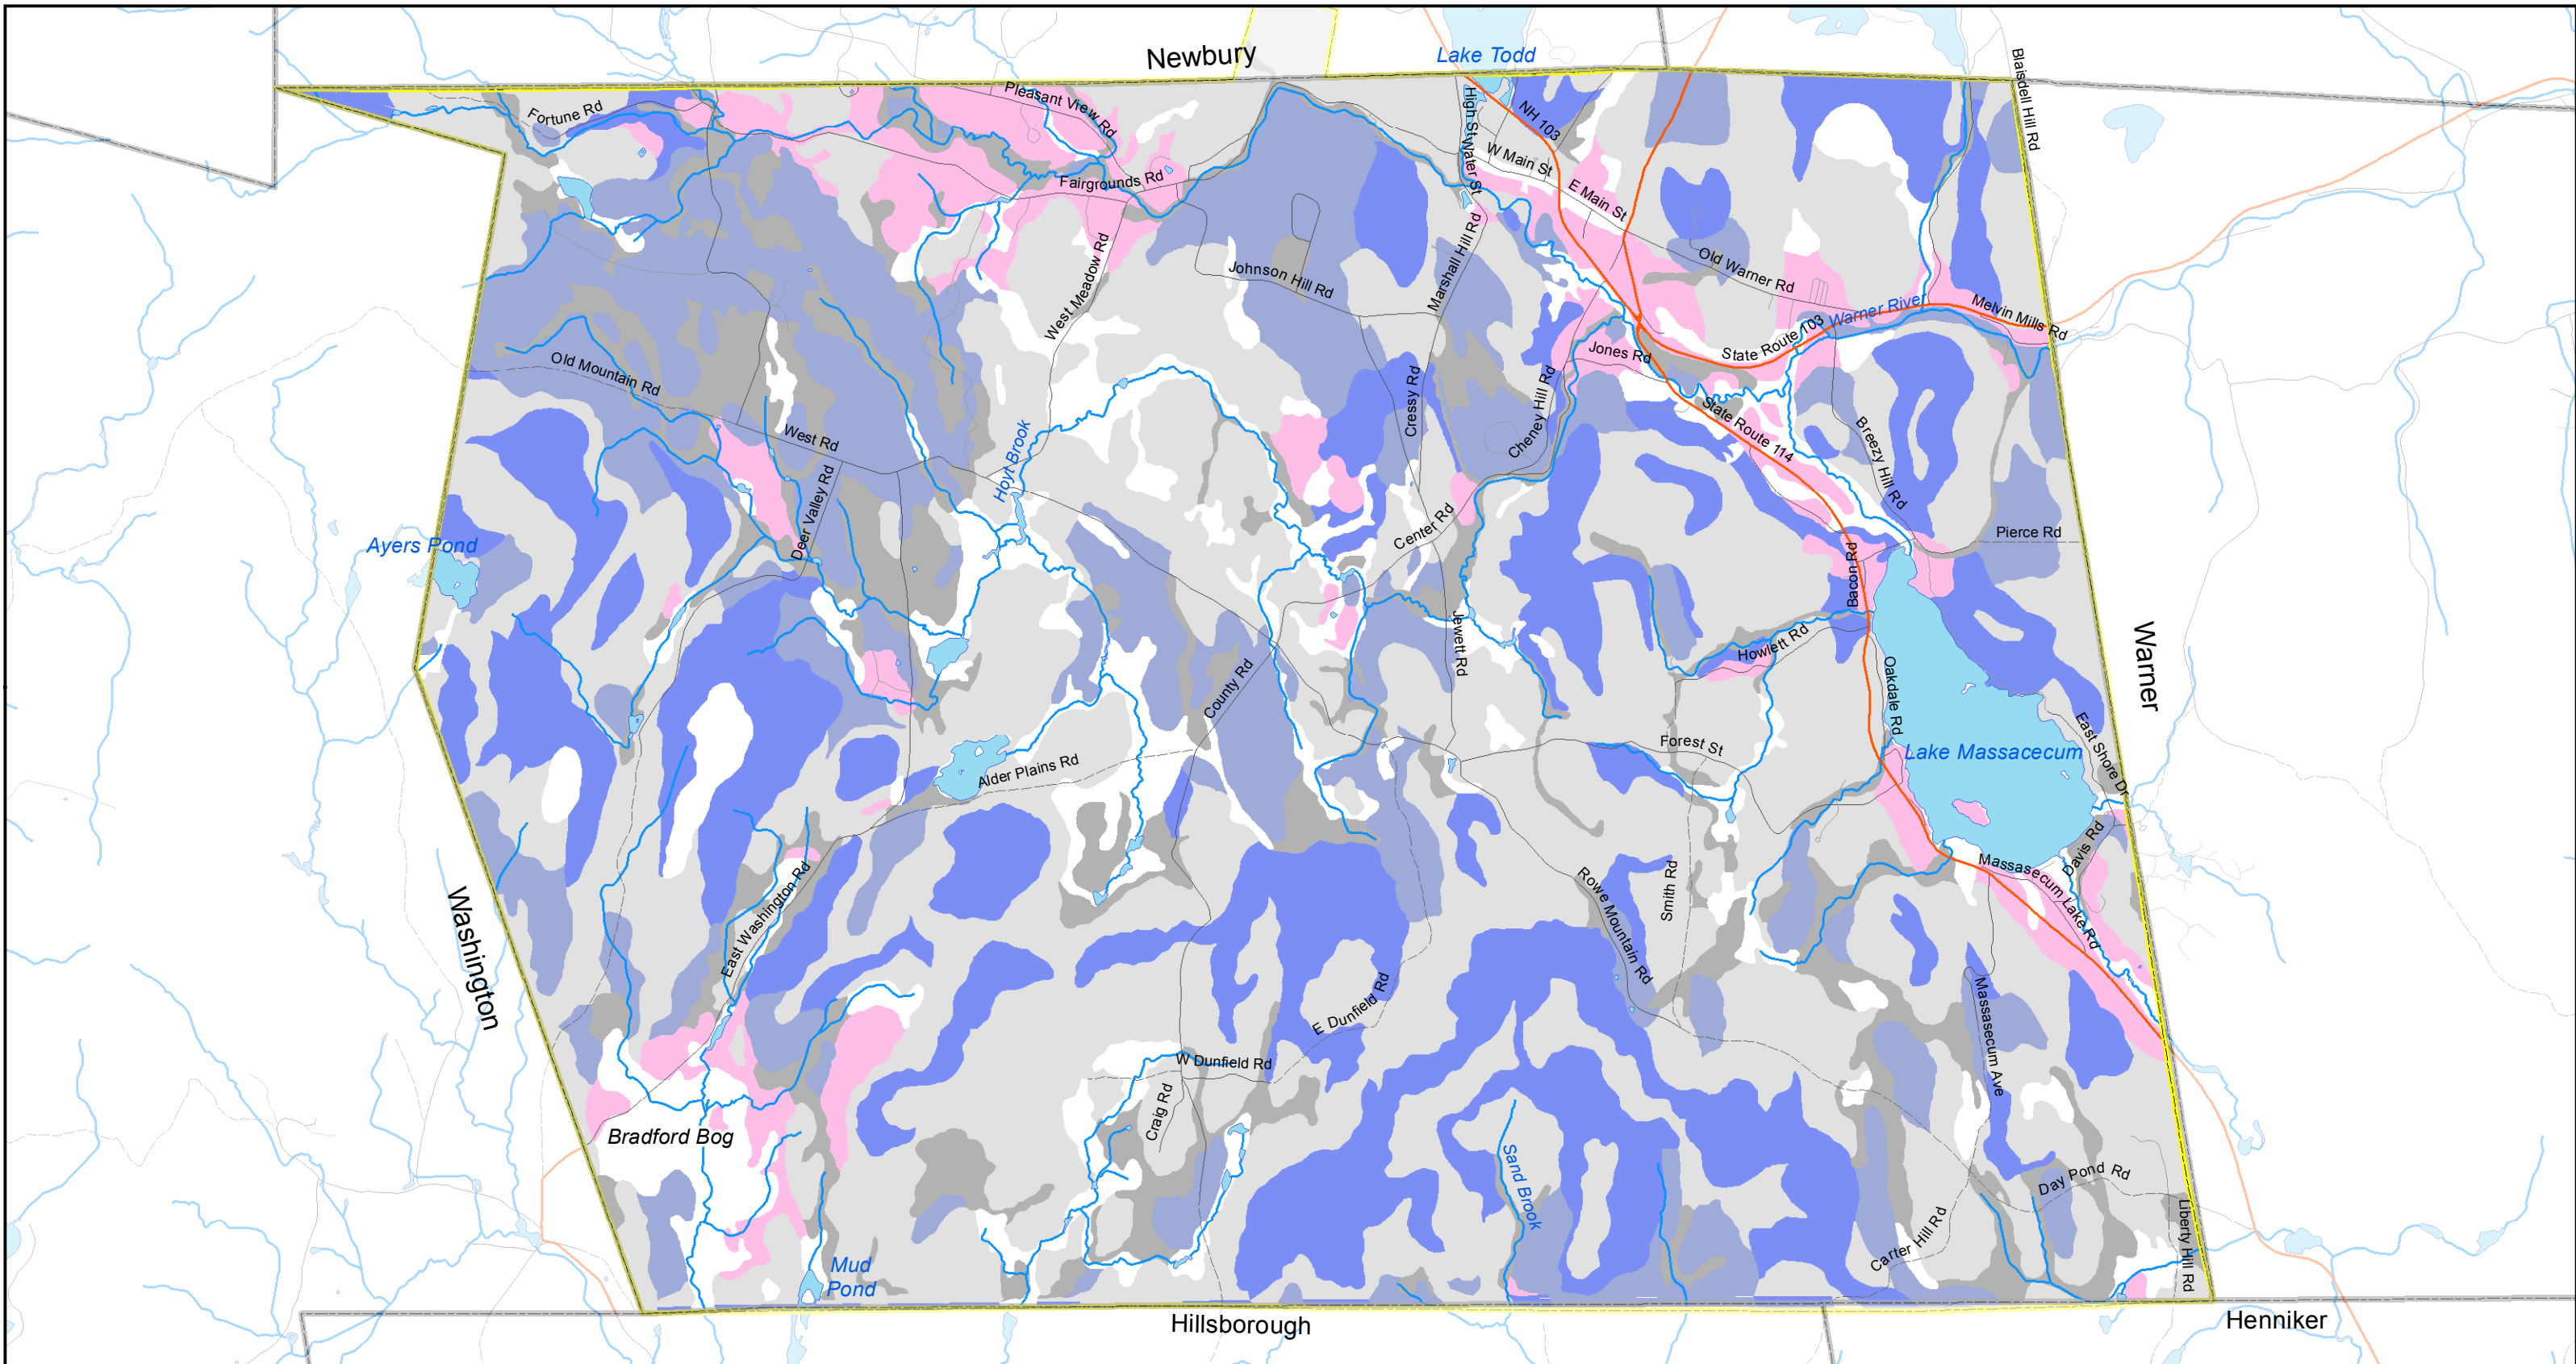 Newbury
Lake Todd
Blaisdell Hill Rd
Fortune Rd
Pleasant View Rd
High St
Water St
NH 103
W Main St
E Main St
Fairgrounds Rd
West Meadow Rd
Johnson Hill Rd
Marshall Hill Rd
Old Warner Rd
Warner River
Melvin Mills Rd
State Route 103
Jones Rd
Old Mountain Rd
West Rd
Hoyt Brook
Cressy Rd
Cheney Hill Rd
State Route 114
Breezy Hill Rd
Deer Valley Rd
Center Rd
Pierce Rd
Ayers Pond
Bacon Rd
Jewett Rd
Howlett Rd
Warner
County Rd
Oakdale Rd
Forest St
East Shore Dr
Lake Massacecum
Alder Plains Rd
Davis Rd
Massasecum Lake Rd
East Washington Rd
Rowe Mountain Rd
Smith Rd
Washington
E Dunfield Rd
W Dunfield Rd
Massasecum Ave
Craig Rd
Bradford Bog
Sand Brook
Day Pond Rd
Carter Hill Rd
Liberty Hill Rd
Mud
Pond
Hillsborough
Henniker